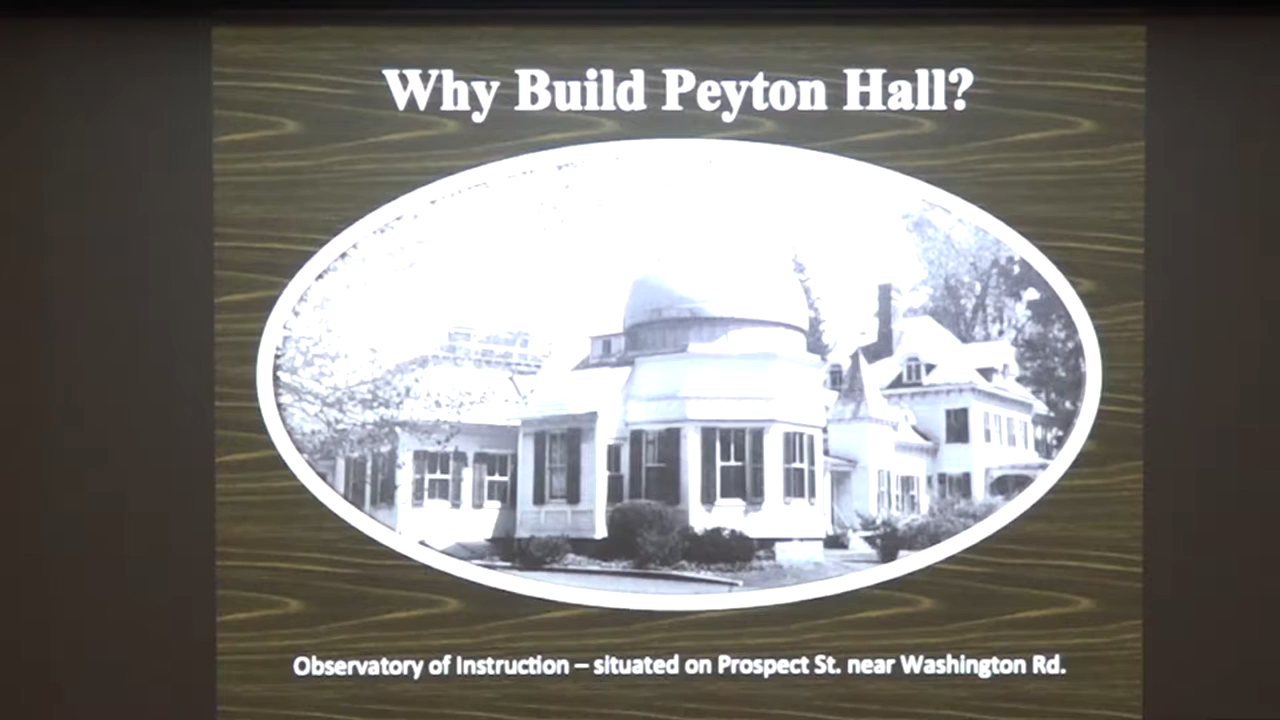 Why Build Peyton Hall?
Observatory of Instruction – situated on Prospect St. near Washington Rd.